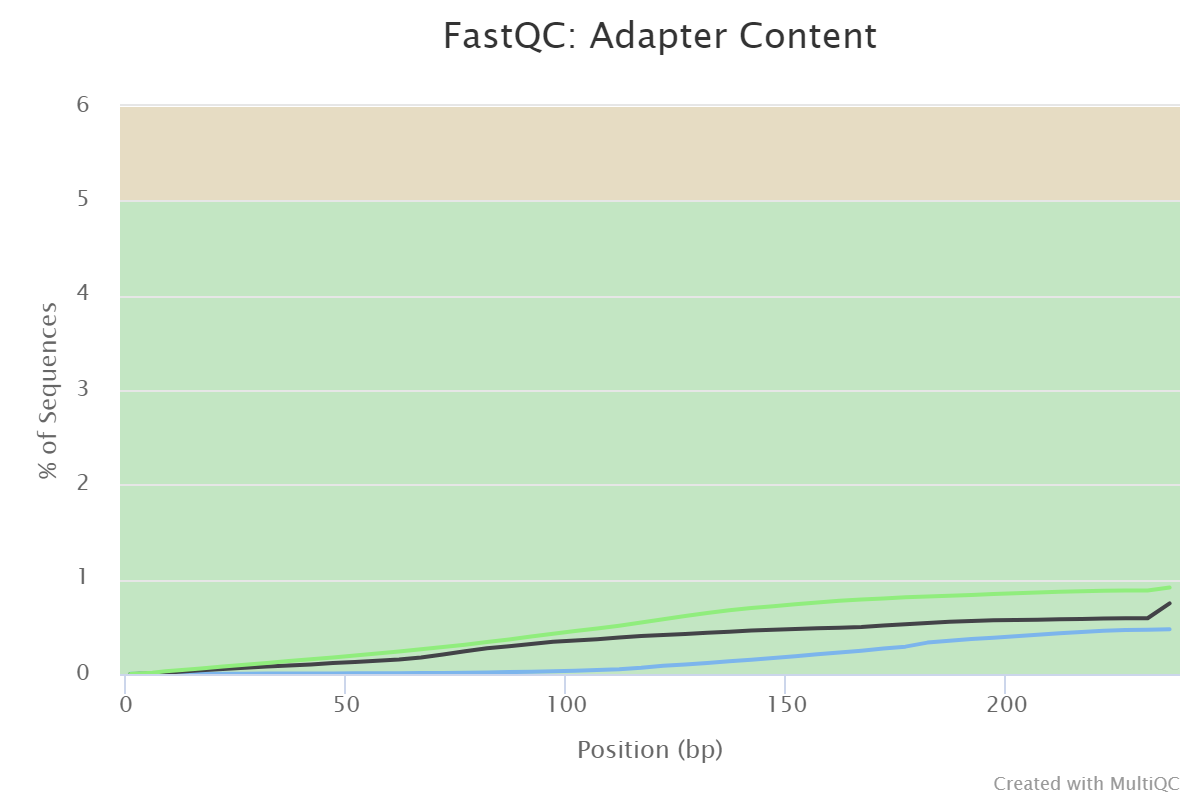 FastQC: Adapter Content
6
5
4
3
2
1
0
% of Sequences
0 50 100 150 200
Position (bp)
Created with MultiQC